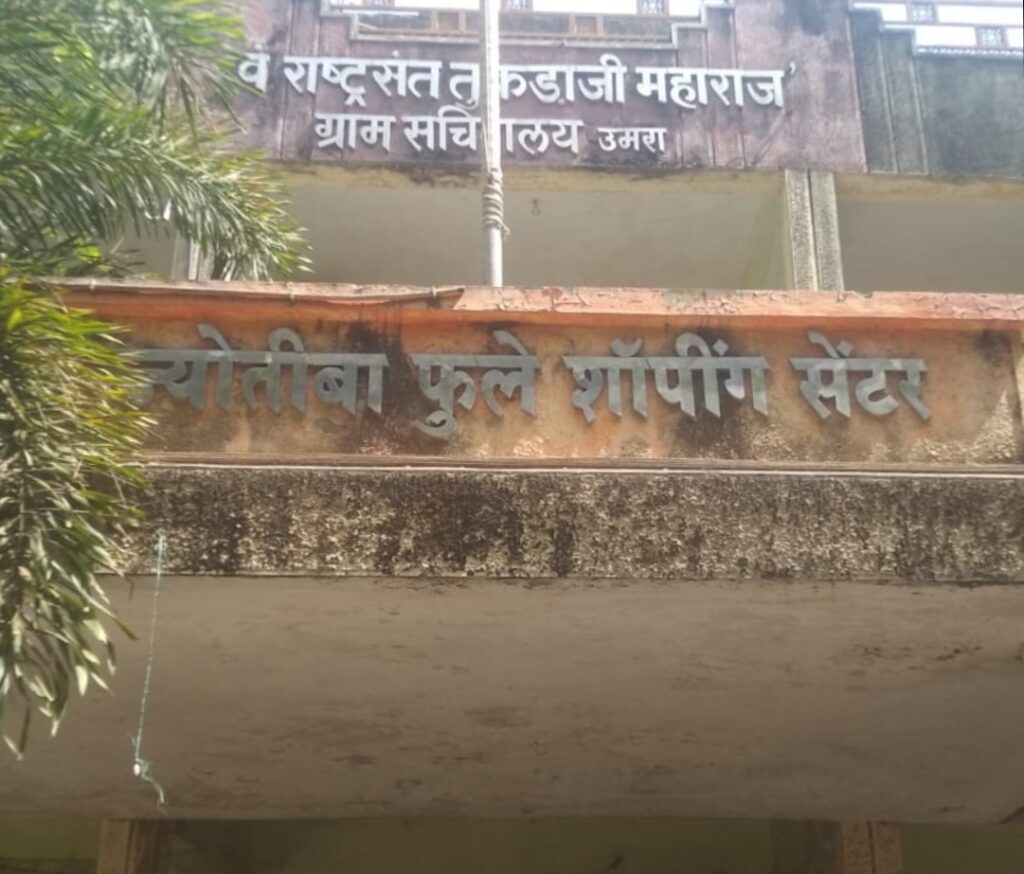 व राष्ट्रसंत तुकडा़जी महाराज'
ग्राम सचिवालय उमरा
ज्योतीबा फुले शॉपींग सेंटर